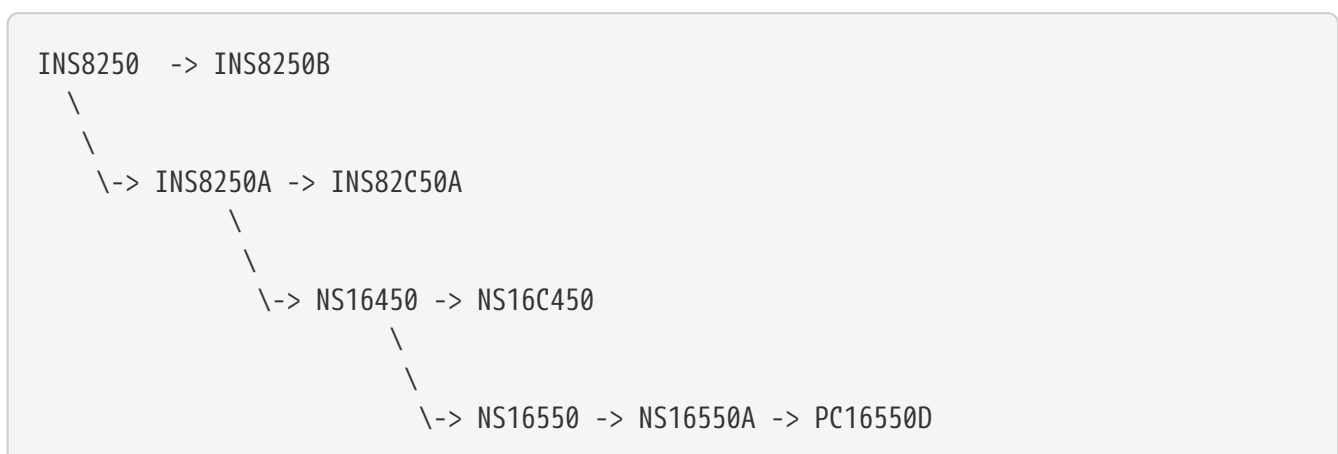 INS8250  -> INS8250B
  \
   \
    \-> INS8250A -> INS82C50A
             \
              \
               \-> NS16450 -> NS16C450
                        \
                         \
                          \-> NS16550 -> NS16550A -> PC16550D